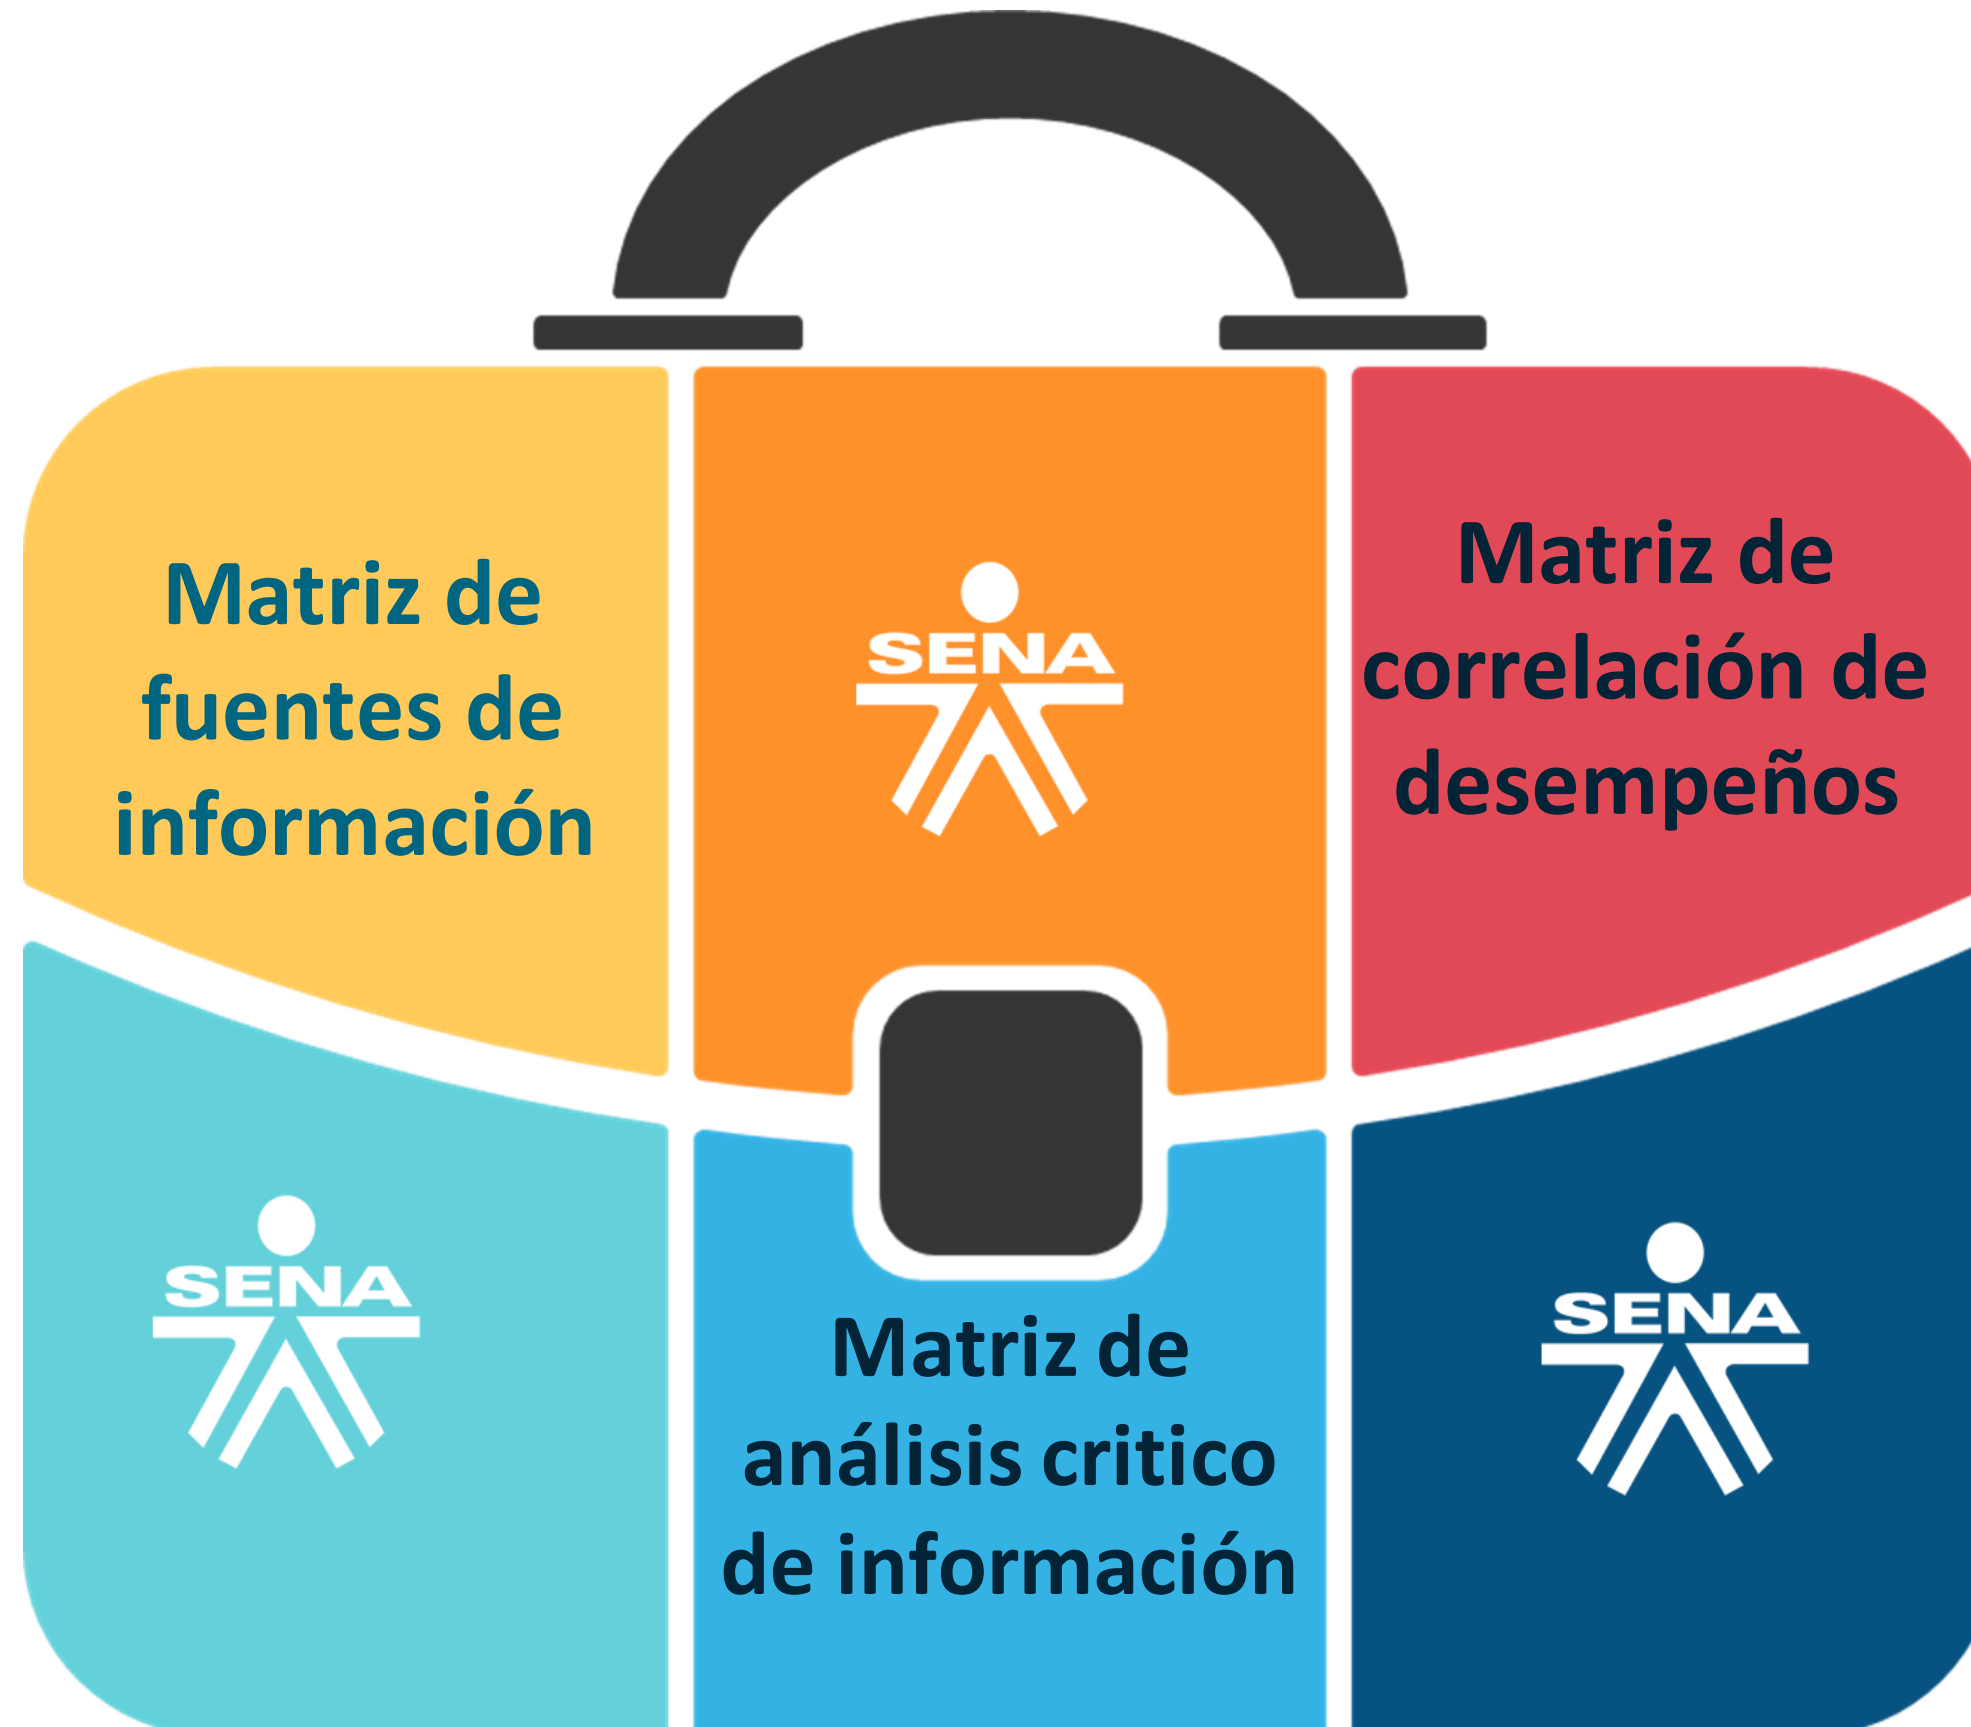 Matriz de
fuentes de
información
SENA
Matriz de
correlación de
desempeños
SENA
Matriz de
análisis critico
de información
SENA